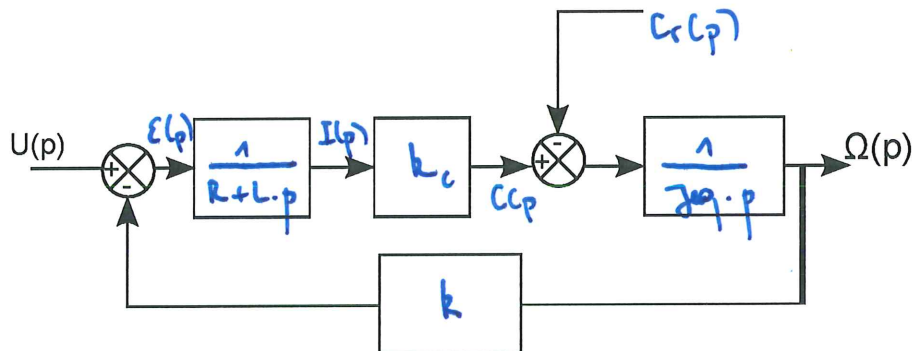 Cr(p)
U(p)
+
-
ε(p)
1
R+L.p
I(p)
kc
CCp
+
-
1
Jeq.p
Ω(p)
k